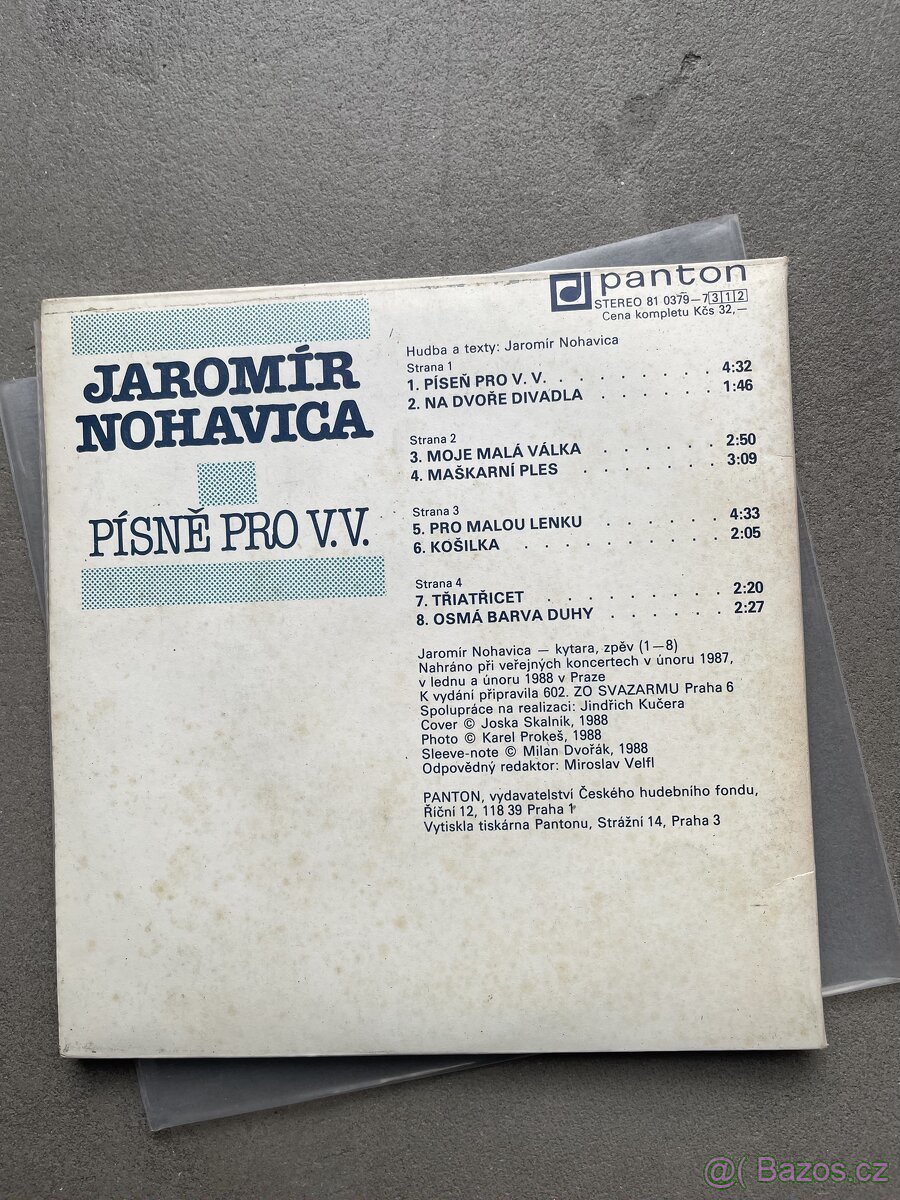 JAROMÍR
NOHAVICA
PÍSNĚ PRO V.V.
panton
STEREO 81 0379-7 3 1 2
Cena kompletu Kčs 32,—
Hudba a texty: Jaromír Nohavica
Strana 1
1. PÍSEŇ PRO V. V. . . . . . . . . 4:32
2. NA DVOŘE DIVADLA . . . . . . 1:46
Strana 2
3. MOJE MALÁ VÁLKA . . . . . . 2:50
4. MAŠKARNÍ PLES . . . . . . . 3:09
Strana 3
5. PRO MALOU LENKU . . . . . . 4:33
6. KOŠILKA . . . . . . . . . . 2:05
Strana 4
7. TŘIATŘICET . . . . . . . . . 2:20
8. OSMÁ BARVA DUHY . . . . . . 2:27
Jaromír Nohavica — kytara, zpěv (1—8)
Nahráno při veřejných koncertech v únoru 1987,
v lednu a únoru 1988 v Praze
K vydání připravila 602. ZO SVAZARMU Praha 6
Spolupráce na realizaci: Jindřich Kučera
Cover © Joska Skalník, 1988
Photo © Karel Prokeš, 1988
Sleeve-note © Milan Dvořák, 1988
Odpovědný redaktor: Miroslav Velfl
PANTON, vydavatelství Českého hudebního fondu,
Říční 12, 118 39 Praha 1
Vytiskla tiskárna Pantonu, Strážní 14, Praha 3
@( Bazos.cz